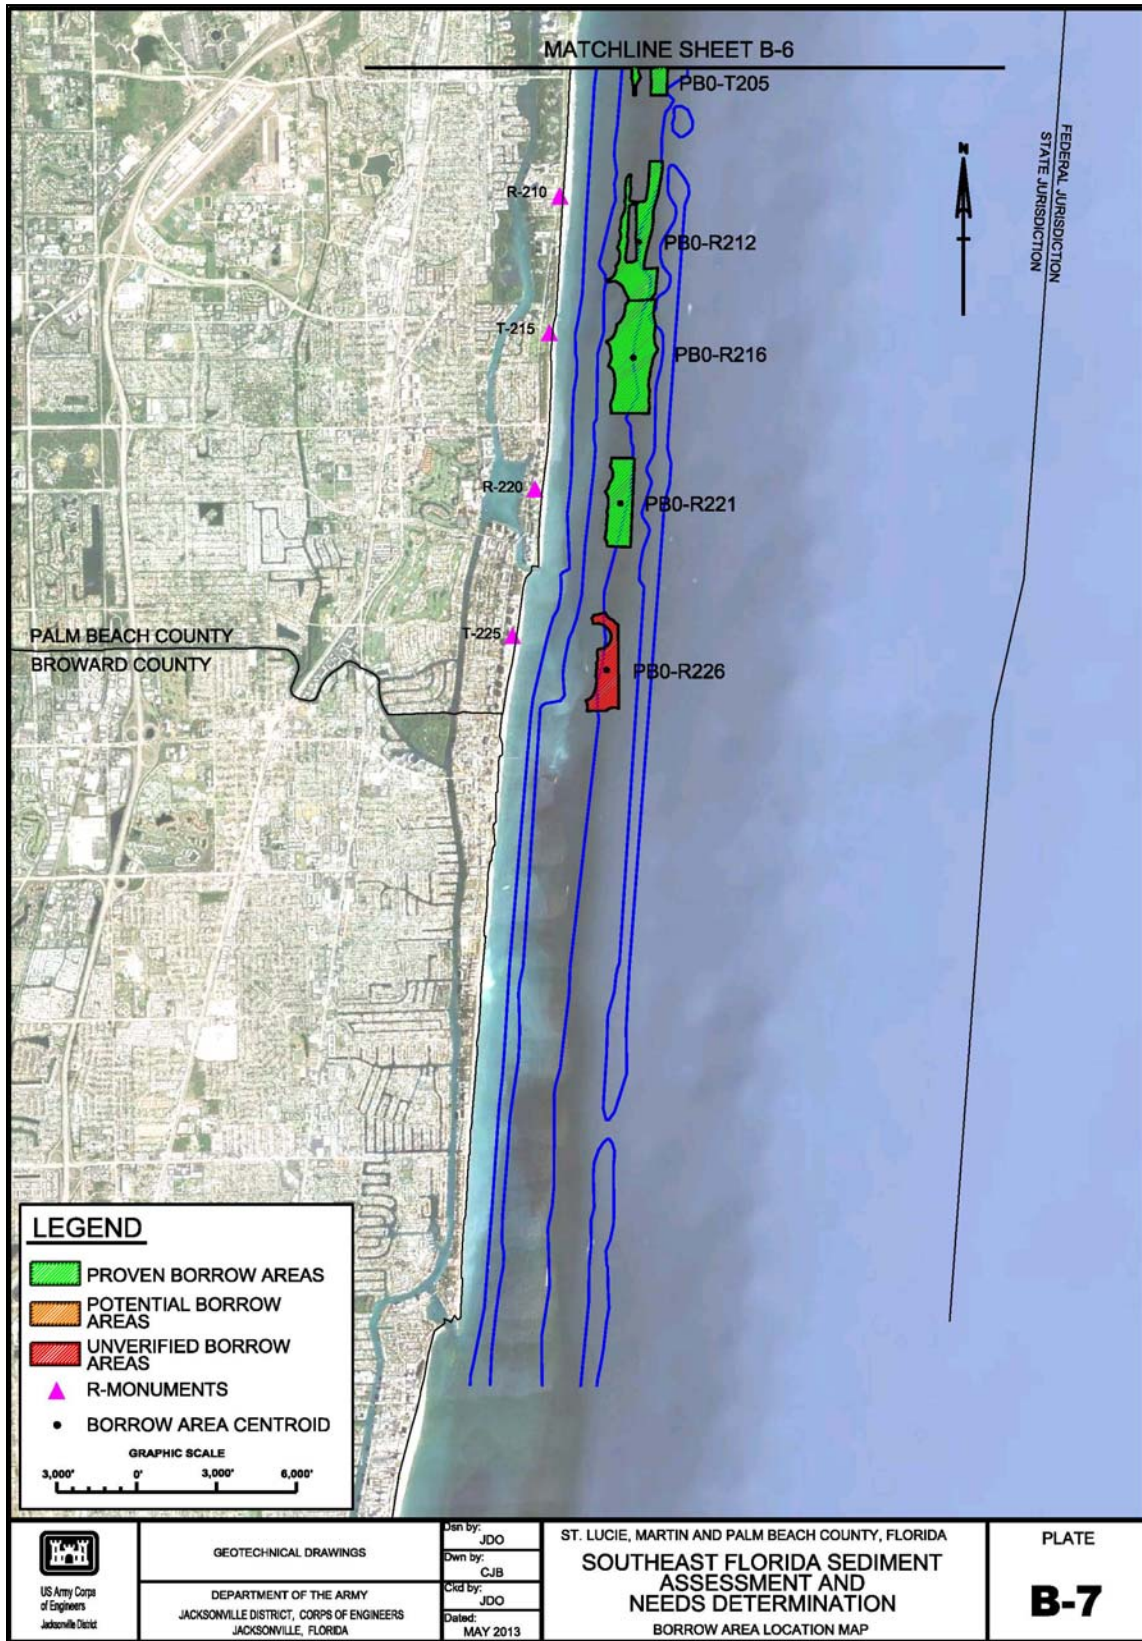 MATCHLINE SHEET B-6
PB0-T205
FEDERAL JURISDICTION
STATE JURISDICTION
N
R-210
PB0-R212
T-215
PB0-R216
R-220
PB0-R221
T-225
PALM BEACH COUNTY
BROWARD COUNTY
PB0-R226
LEGEND
PROVEN BORROW AREAS
POTENTIAL BORROW
AREAS
UNVERIFIED BORROW
AREAS
R-MONUMENTS
BORROW AREA CENTROID
GRAPHIC SCALE
3,000' 0' 3,000' 6,000'
US Army Corps
of Engineers
Jacksonville District
GEOTECHNICAL DRAWINGS
DEPARTMENT OF THE ARMY
JACKSONVILLE DISTRICT, CORPS OF ENGINEERS
JACKSONVILLE, FLORIDA
Dsn by:
JDO
Dwn by:
CJB
Ckd by:
JDO
Dated:
MAY 2013
ST. LUCIE, MARTIN AND PALM BEACH COUNTY, FLORIDA
SOUTHEAST FLORIDA SEDIMENT
ASSESSMENT AND
NEEDS DETERMINATION
BORROW AREA LOCATION MAP
PLATE
B-7